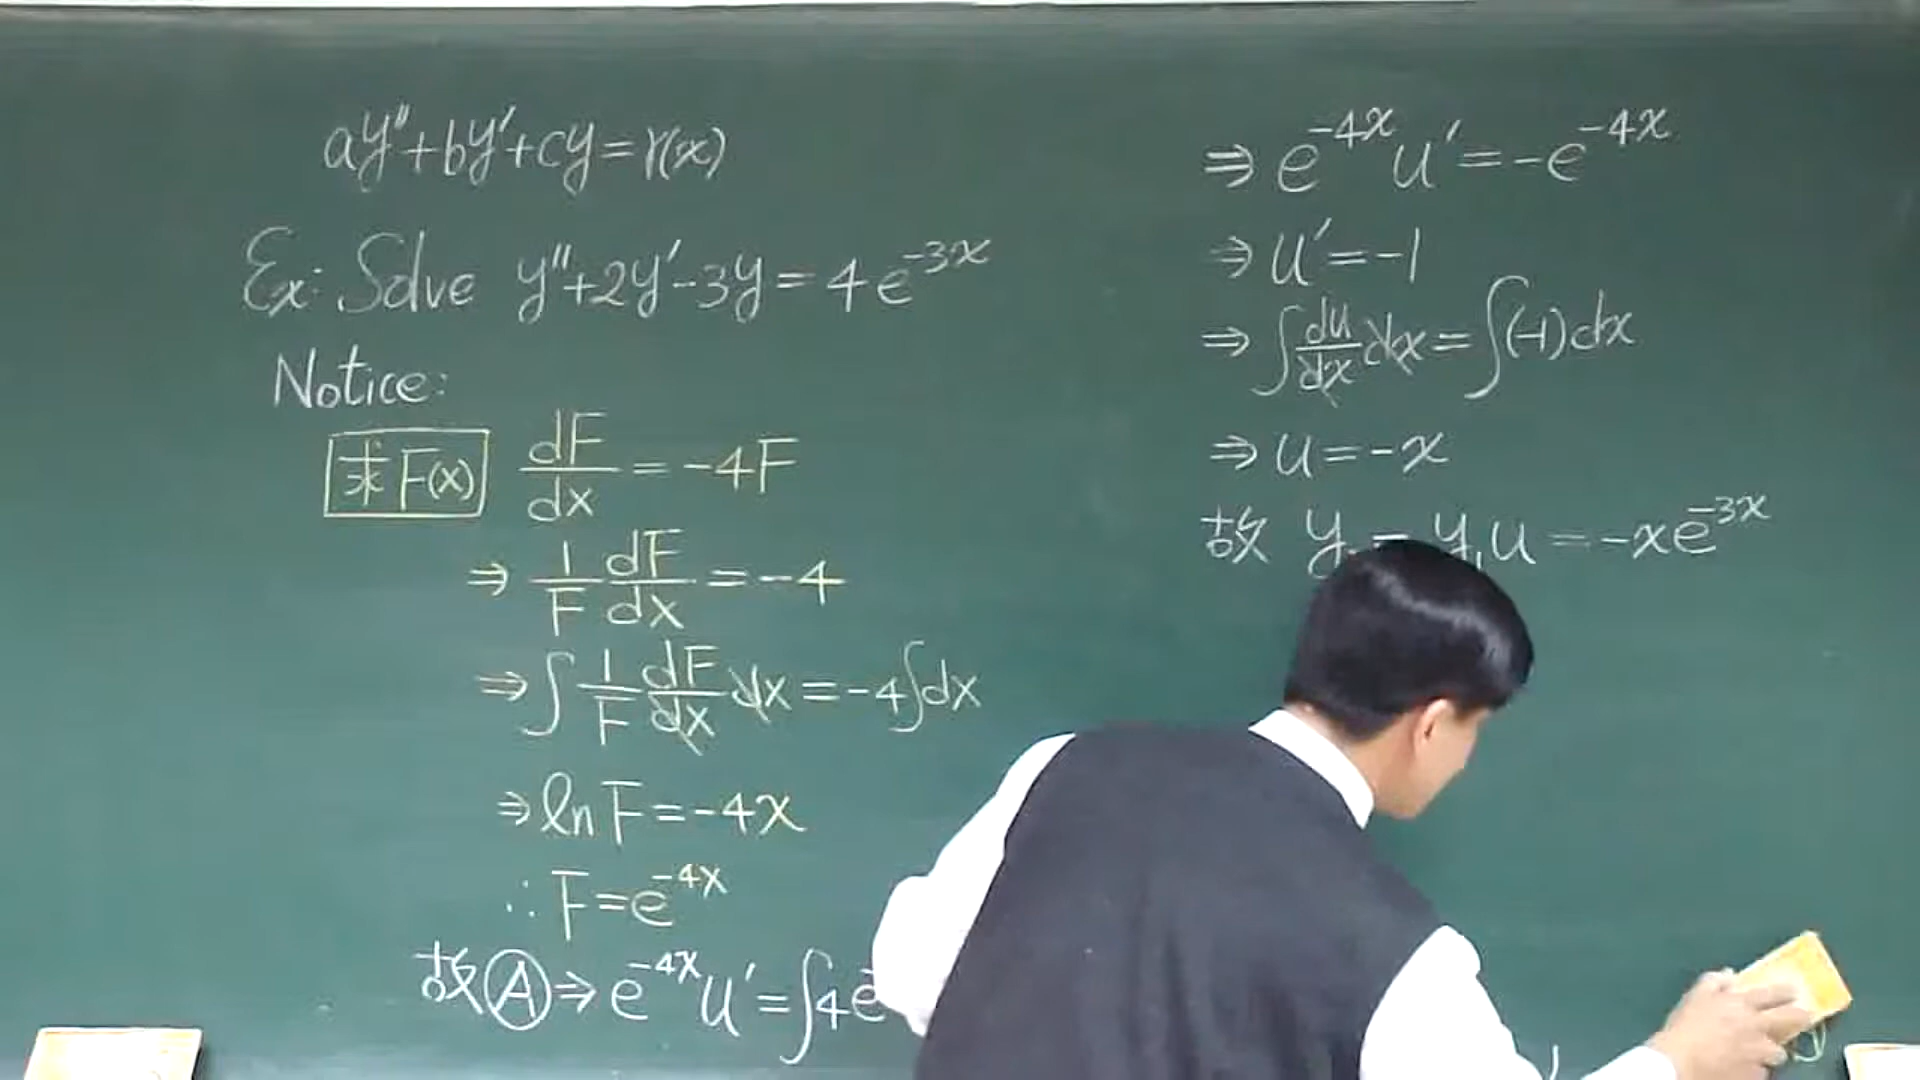 ay''+by'+cy=r(x)
Ex: Solve y''+2y'-3y=4e^{-3x}
Notice:
求F(x) dF/dx=-4F
⇒ 1/F dF/dx=-4
⇒∫ 1/F dF/dx dx=-4∫dx
⇒ln F=-4x
∴F=e^{-4x}
故Ⓐ⇒e^{-4x}u'=∫4e
⇒e^{-4x}u'=-e^{-4x}
⇒u'=-1
⇒∫du/dx dx=∫(-1)dx
⇒u=-x
故 y = y₁u=-xe^{-3x}